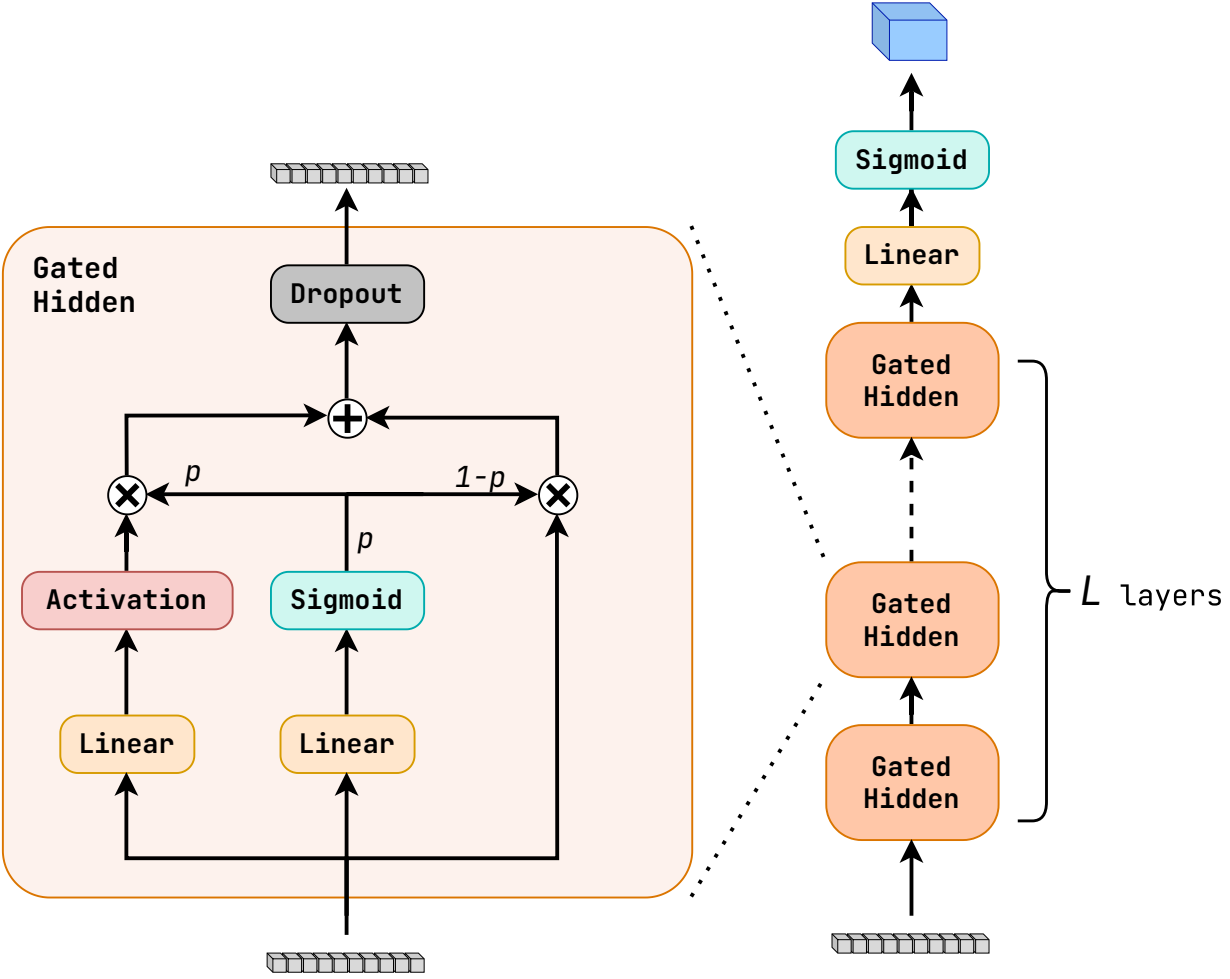 Gated
Hidden
Dropout
p
1-p
p
Activation
Sigmoid
Linear
Linear
Sigmoid
Linear
Gated
Hidden
Gated
Hidden
L layers
Gated
Hidden